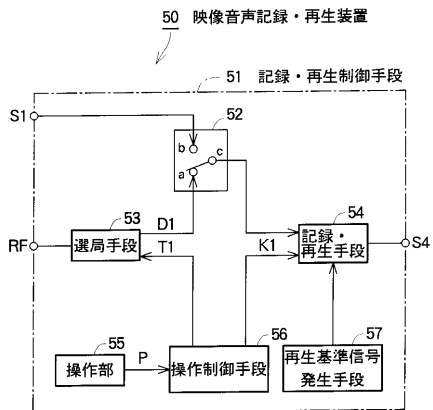 50 映像音声記録・再生装置
51 記録・再生制御手段
S1
52
b
c
a
53
D1
54
RF
選局手段
T1
K1
記録・
再生手段
S4
55
56
57
操作部
P
操作制御手段
再生基準信号
発生手段